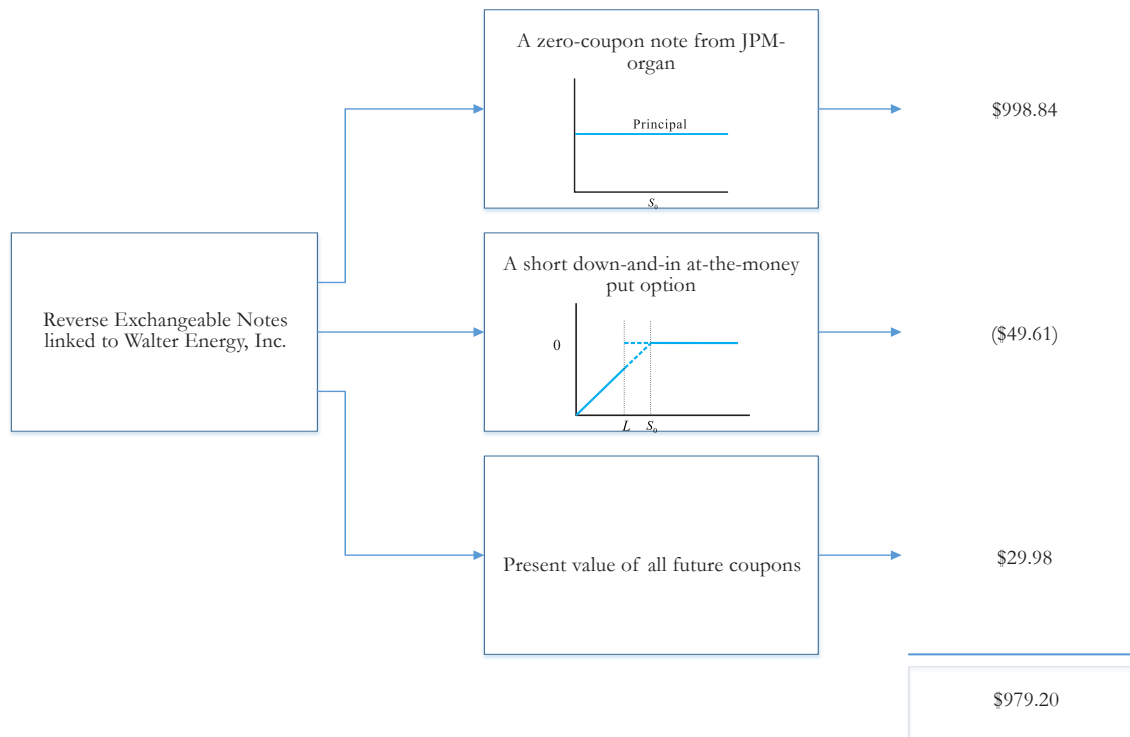 A zero-coupon note from JPM-
organ
Principal
S₀
$998.84
Reverse Exchangeable Notes
linked to Walter Energy, Inc.
A short down-and-in at-the-money
put option
0
L S₀
($49.61)
Present value of all future coupons
$29.98
$979.20